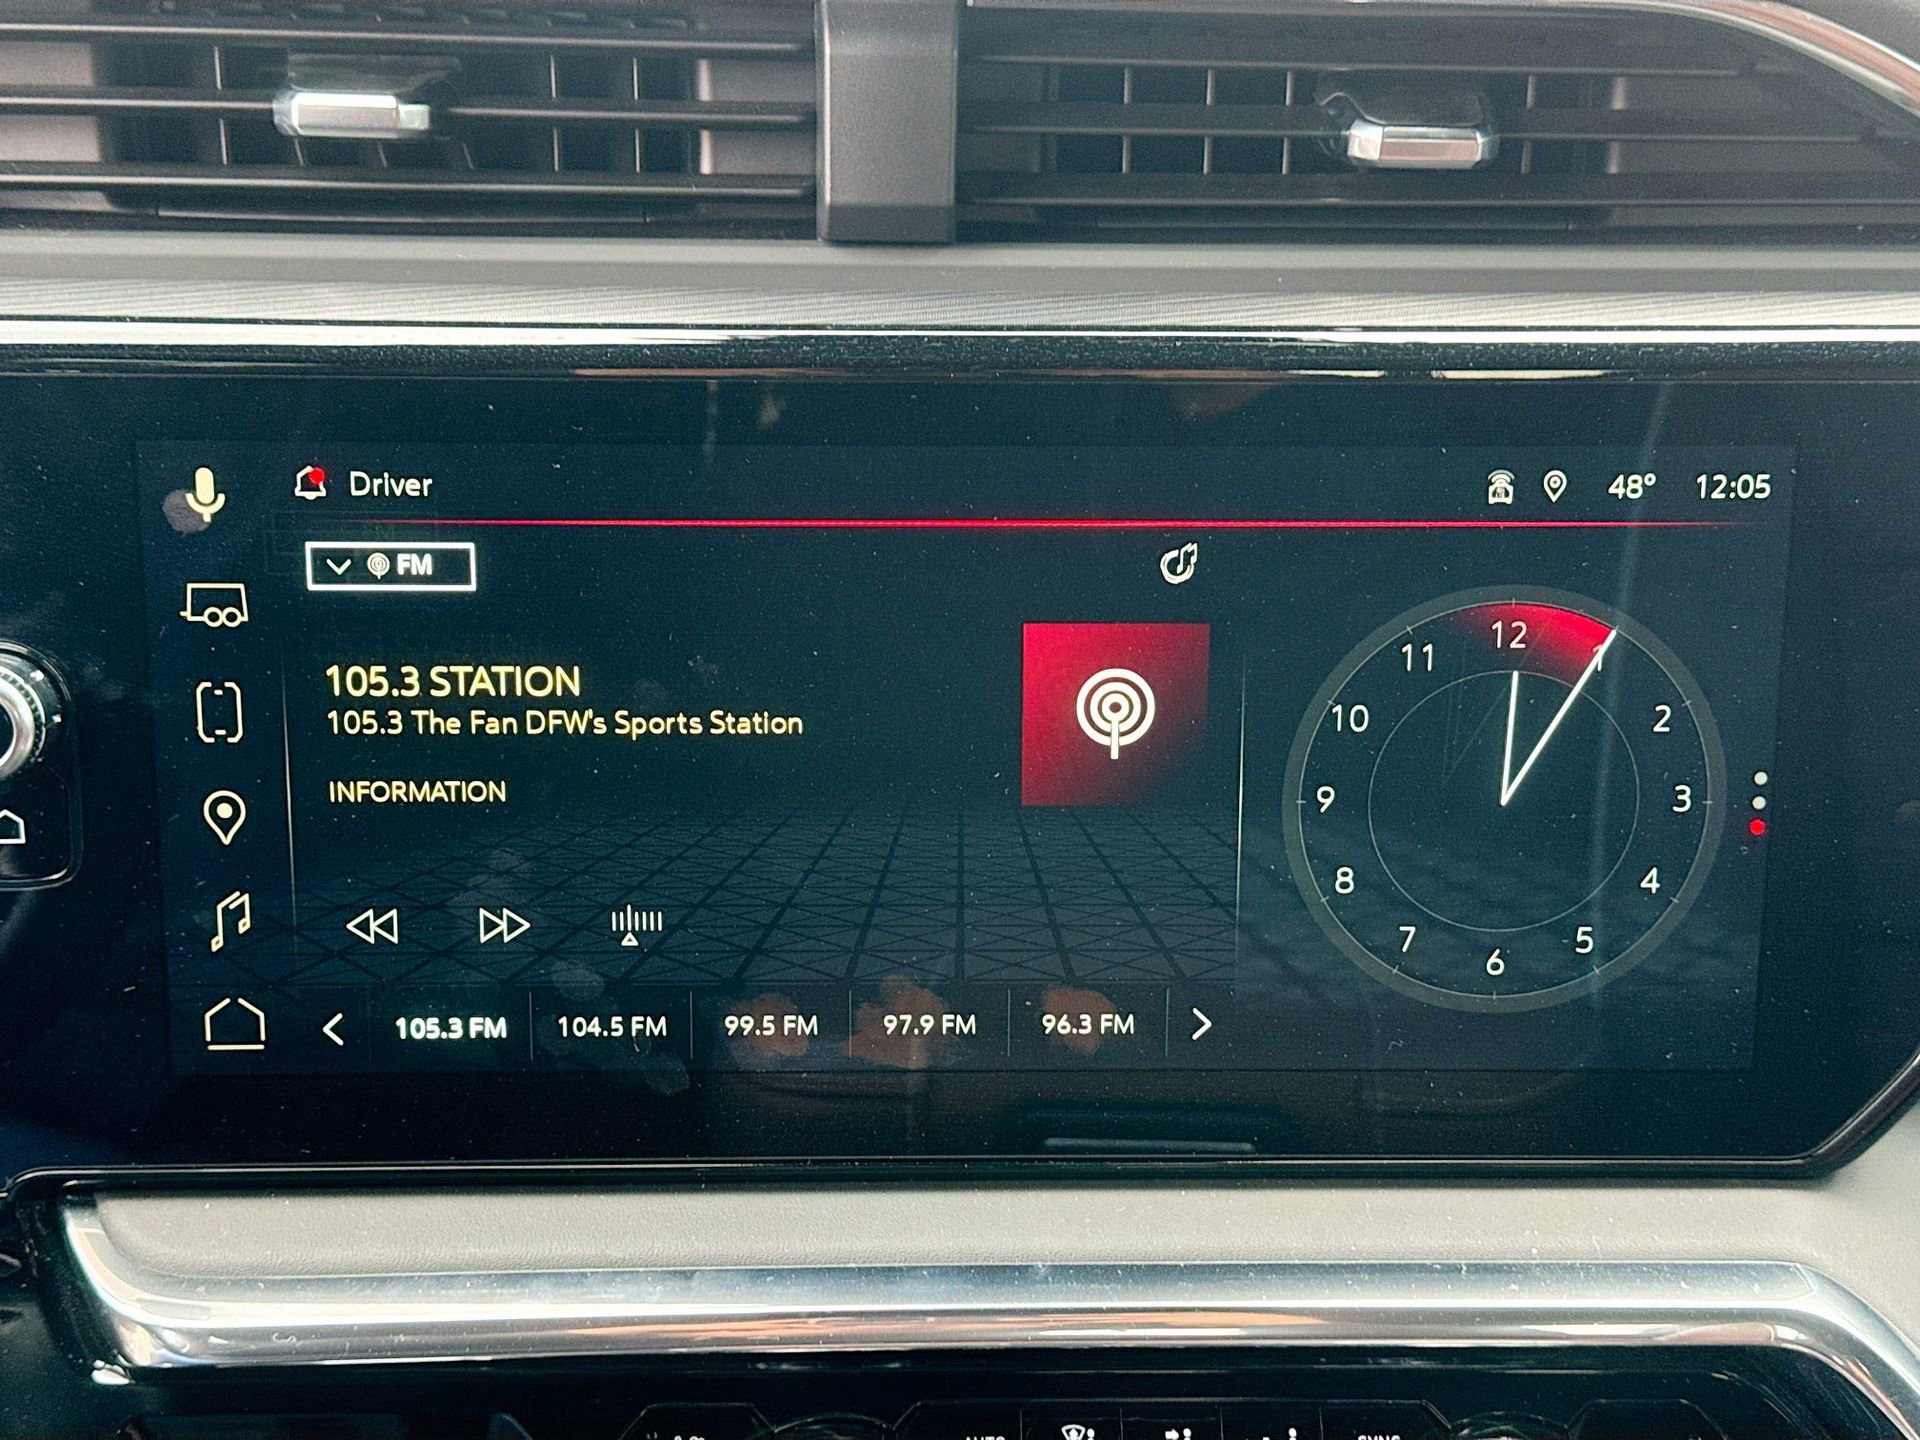 Driver
48° 12:05
FM
105.3 STATION
105.3 The Fan DFW's Sports Station
INFORMATION
105.3 FM 104.5 FM 99.5 FM 97.9 FM 96.3 FM
12
1
2
3
4
5
6
7
8
9
10
11
AUTO SYNC